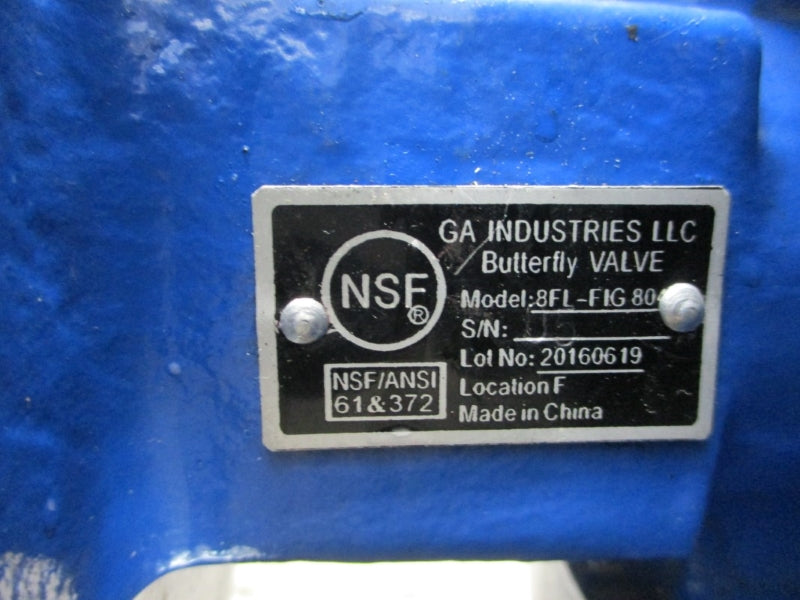 NSF
®
NSF/ANSI
61&372
GA INDUSTRIES LLC
Butterfly VALVE
Model:8FL-FIG 80
S/N:
Lot No: 20160619
Location F
Made in China